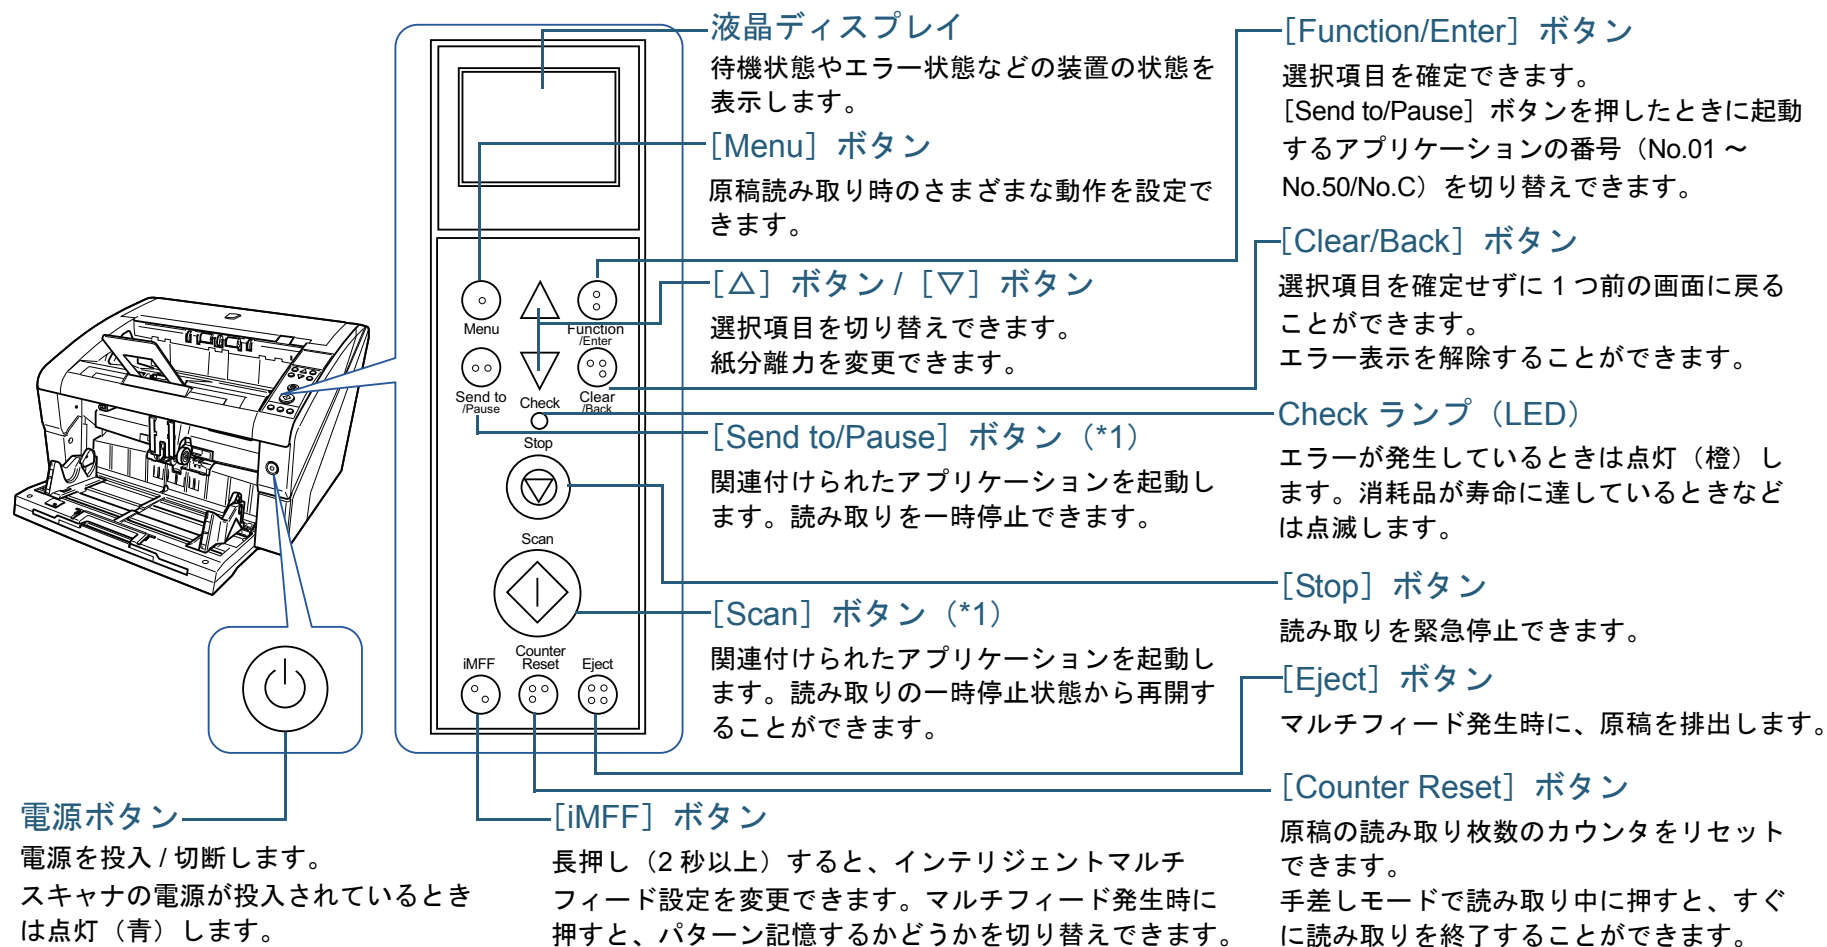 液晶ディスプレイ
待機状態やエラー状態などの装置の状態を
表示します。
［Menu］ボタン
原稿読み取り時のさまざまな動作を設定で
きます。
［△］ボタン /［▽］ボタン
選択項目を切り替えできます。
紙分離力を変更できます。
［Send to/Pause］ボタン（*1）
関連付けられたアプリケーションを起動し
ます。読み取りを一時停止できます。
［Scan］ボタン（*1）
関連付けられたアプリケーションを起動し
ます。読み取りの一時停止状態から再開す
ることができます。
［Function/Enter］ボタン
選択項目を確定できます。
［Send to/Pause］ボタンを押したときに起動
するアプリケーションの番号（No.01 ～
No.50/No.C）を切り替えできます。
［Clear/Back］ボタン
選択項目を確定せずに 1 つ前の画面に戻る
ことができます。
エラー表示を解除することができます。
Check ランプ（LED）
エラーが発生しているときは点灯（橙）し
ます。消耗品が寿命に達しているときなど
は点滅します。
［Stop］ボタン
読み取りを緊急停止できます。
［Eject］ボタン
マルチフィード発生時に、原稿を排出します。
［Counter Reset］ボタン
原稿の読み取り枚数のカウンタをリセット
できます。
手差しモードで読み取り中に押すと、すぐ
に読み取りを終了することができます。
Menu
Function
/Enter
Send to
/Pause
Check
Clear
/Back
Stop
Scan
iMFF
Counter
Reset
Eject
電源ボタン
電源を投入 / 切断します。
スキャナの電源が投入されているとき
は点灯（青）します。
［iMFF］ボタン
長押し（2 秒以上）すると、インテリジェントマルチ
フィード設定を変更できます。マルチフィード発生時に
押すと、パターン記憶するかどうかを切り替えできます。